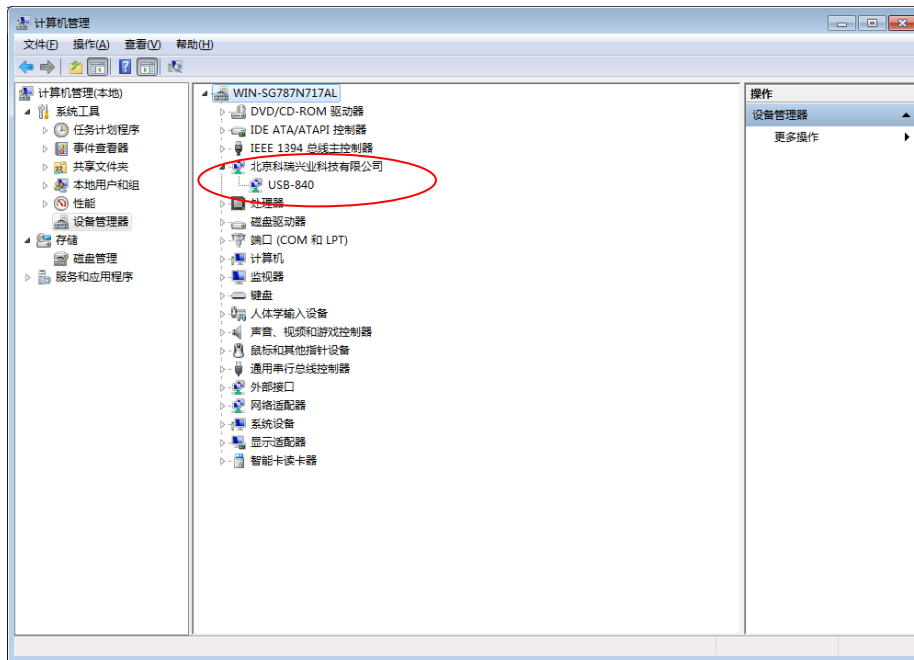 计算机管理
文件(F) 操作(A) 查看(V) 帮助(H)
计算机管理(本地)
系统工具
任务计划程序
事件查看器
共享文件夹
本地用户和组
性能
设备管理器
存储
磁盘管理
服务和应用程序
WIN-SG787N717AL
DVD/CD-ROM 驱动器
IDE ATA/ATAPI 控制器
IEEE 1394 总线主控制器
北京科瑞兴业科技有限公司
USB-840
处理器
磁盘驱动器
端口 (COM 和 LPT)
计算机
监视器
键盘
人体学输入设备
声音、视频和游戏控制器
鼠标和其他指针设备
通用串行总线控制器
外部接口
网络适配器
系统设备
显示适配器
智能卡读卡器
操作
设备管理器
更多操作